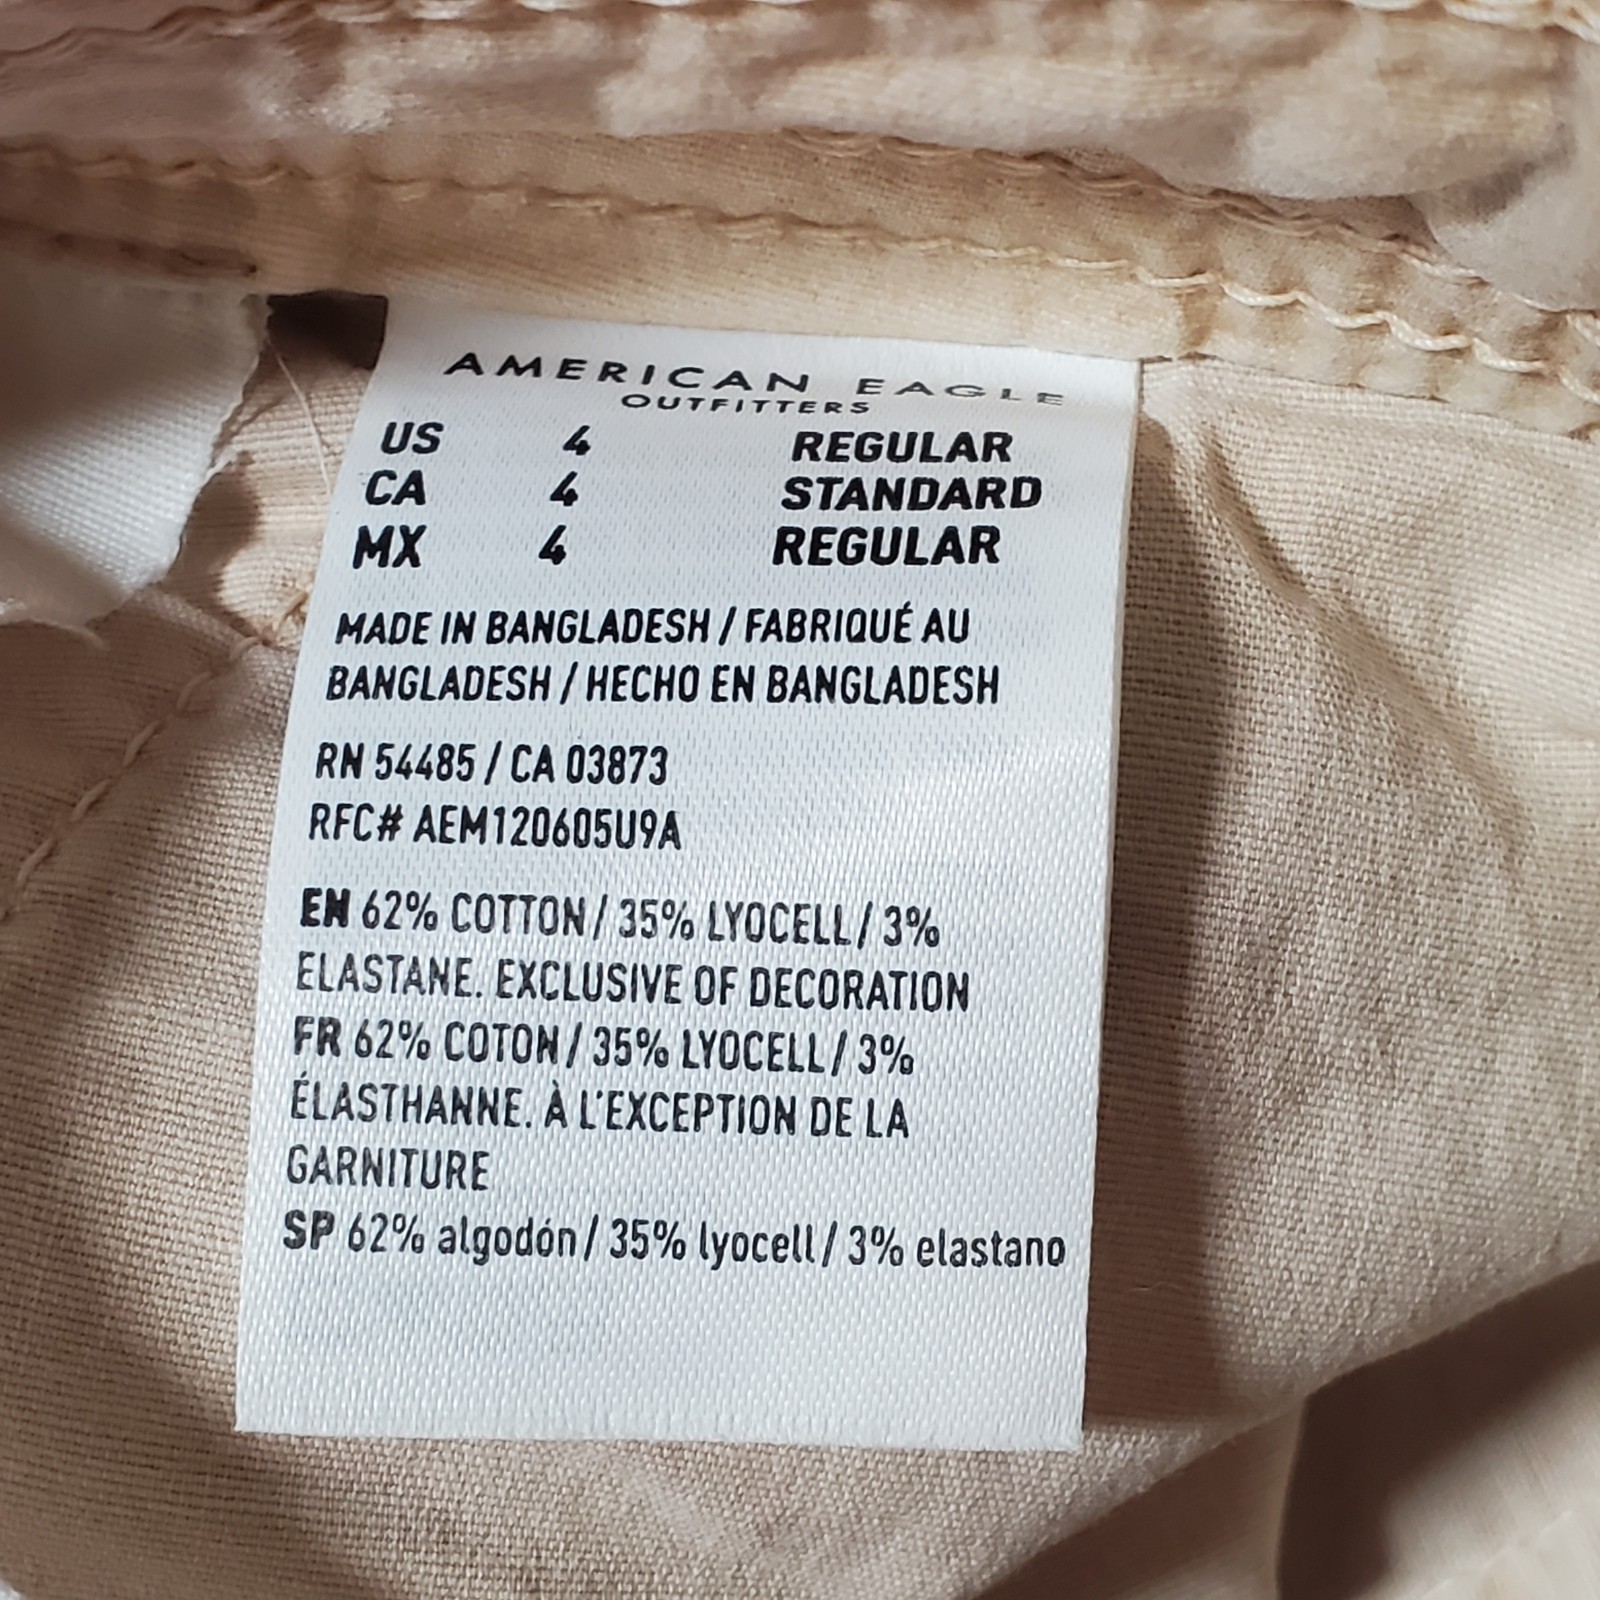 AMERICAN EAGLE
OUTFITTERS
US 4 REGULAR
CA 4 STANDARD
MX 4 REGULAR
MADE IN BANGLADESH / FABRIQUÉ AU
BANGLADESH / HECHO EN BANGLADESH
RN 54485 / CA 03873
RFC# AEM120605U9A
EN 62% COTTON / 35% LYOCELL / 3%
ELASTANE. EXCLUSIVE OF DECORATION
FR 62% COTON / 35% LYOCELL / 3%
ÉLASTHANNE. À L'EXCEPTION DE LA
GARNITURE
SP 62% algodón / 35% lyocell / 3% elastano